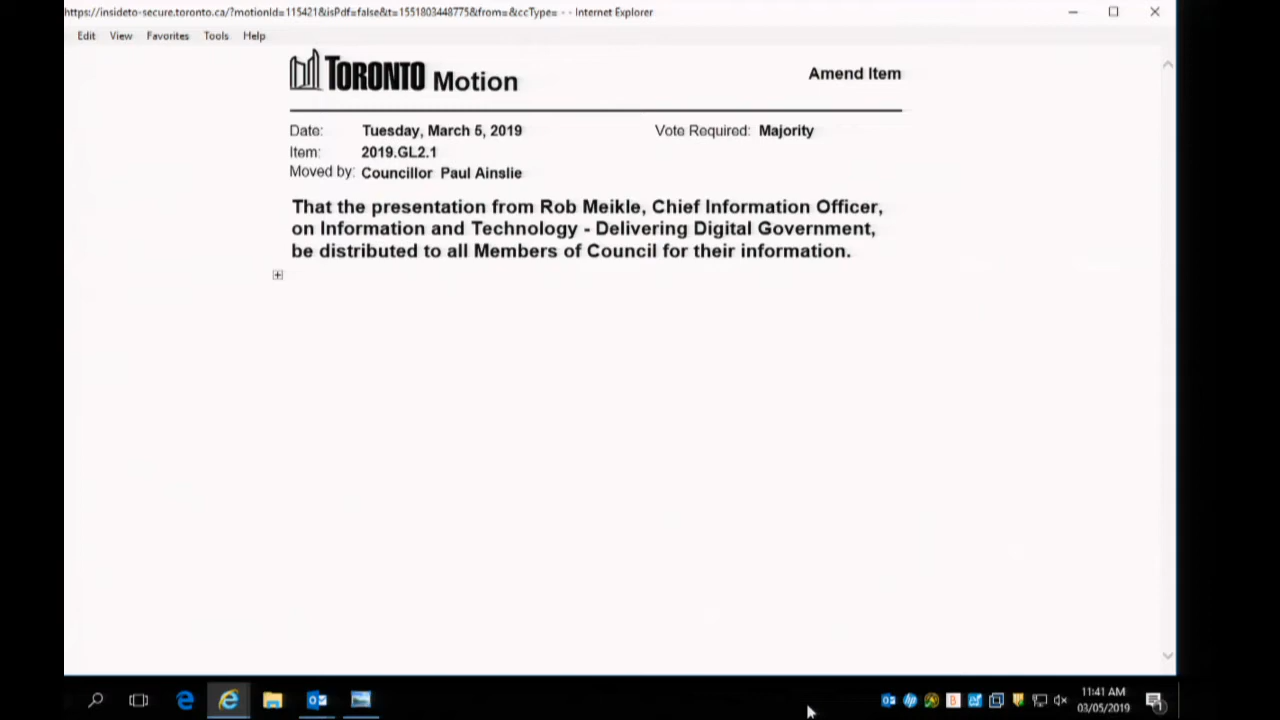 https://insideto-secure.toronto.ca/?motionId=115421&isPdf=false&t=1551803448775&from=&ccType= - - Internet Explorer
Edit View Favorites Tools Help
TORONTO Motion
Amend Item
Date: Tuesday, March 5, 2019
Vote Required: Majority
Item: 2019.GL2.1
Moved by: Councillor Paul Ainslie
That the presentation from Rob Meikle, Chief Information Officer,
on Information and Technology - Delivering Digital Government,
be distributed to all Members of Council for their information.
11:41 AM
03/05/2019